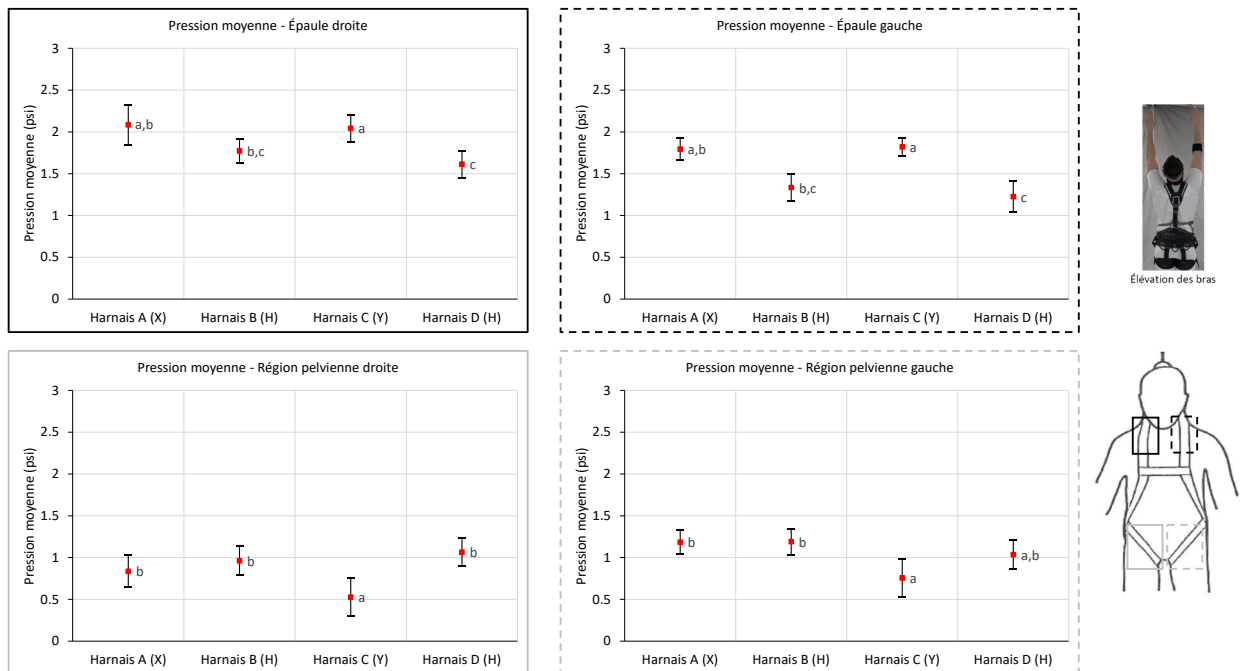 Pression moyenne - Épaule droite
Pression moyenne (psi)
3
2.5
2
1.5
1
0.5
0
a,b
b,c
a
c
Harnais A (X) Harnais B (H) Harnais C (Y) Harnais D (H)
Pression moyenne - Épaule gauche
Pression moyenne (psi)
3
2.5
2
1.5
1
0.5
0
a,b
b,c
a
c
Harnais A (X) Harnais B (H) Harnais C (Y) Harnais D (H)
Élévation des bras
Pression moyenne - Région pelvienne droite
Pression moyenne (psi)
3
2.5
2
1.5
1
0.5
0
b
b
a
b
Harnais A (X) Harnais B (H) Harnais C (Y) Harnais D (H)
Pression moyenne - Région pelvienne gauche
Pression moyenne (psi)
3
2.5
2
1.5
1
0.5
0
b
b
a
a,b
Harnais A (X) Harnais B (H) Harnais C (Y) Harnais D (H)